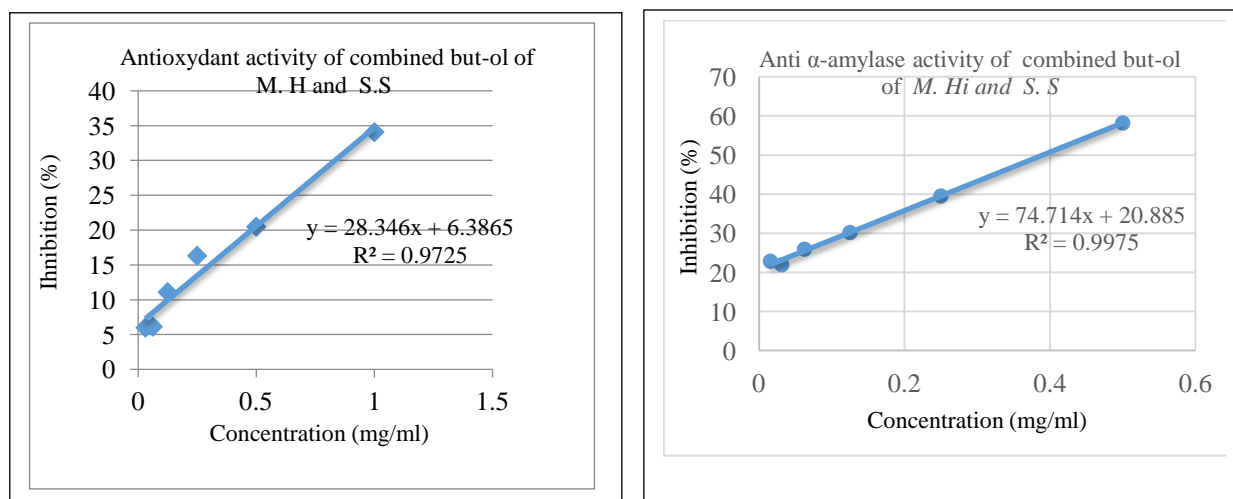 Antioxydant activity of combined but-ol of
M. H and S.S
40
35
30
25
20
15
10
5
0
Ihnibition (%)
y = 28.346x + 6.3865
R² = 0.9725
0 0.5 1 1.5
Concentration (mg/ml)
Anti α-amylase activity of combined but-ol
of M. Hi and S. S
70
60
50
40
30
20
10
0
Inhibition (%)
y = 74.714x + 20.885
R² = 0.9975
0 0.2 0.4 0.6
Concentration (mg/ml)